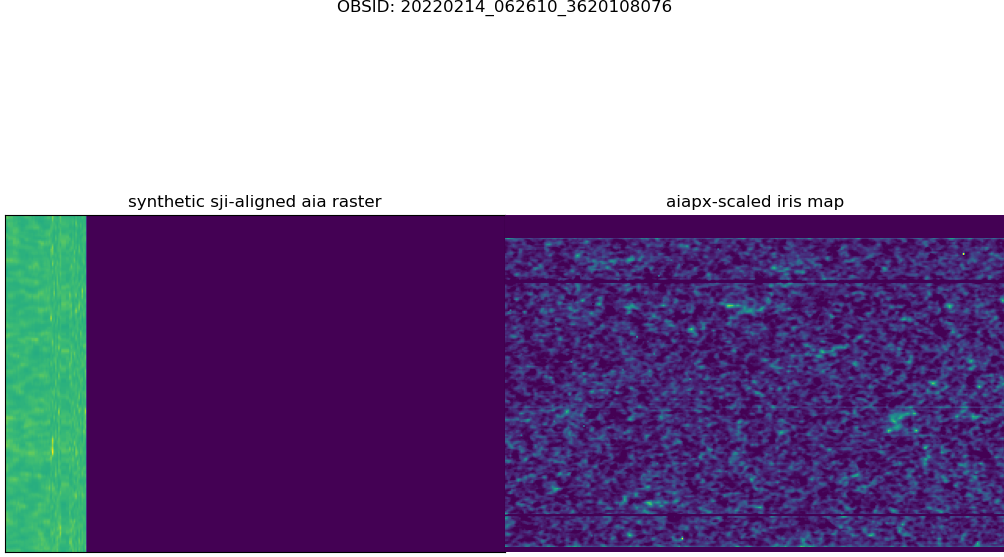 OBSID: 20220214_062610_3620108076
synthetic sji-aligned aia raster
aiapx-scaled iris map